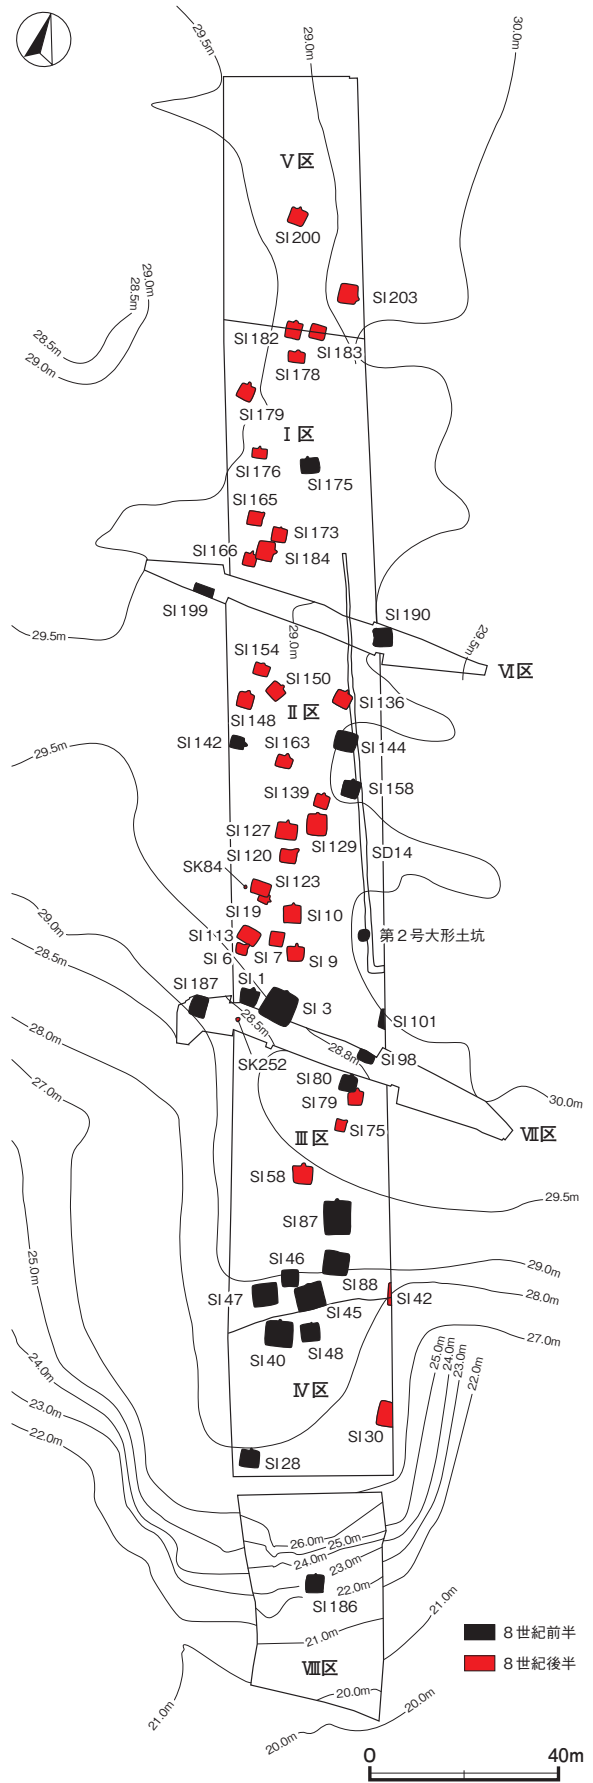 29.5m
29.0m
30.0m
Ⅴ区
SI200
29.0m
28.5m
SI203
28.5m
29.0m
SI182
SI183
SI178
SI179
Ⅰ区
SI176
SI175
SI165
SI173
SI166
SI184
SI199
SI190
29.5m
29.0m
29.5m
Ⅵ区
SI154
SI150
SI136
SI148
Ⅱ区
SI142
SI163
SI144
29.5m
SI139
SI158
SI127
SI129
SI120
SD14
SK84
SI123
SI19
SI10
29.0m
SI113
第2号大形土坑
SI6
SI7
SI9
28.5m
SI187
SI1
SI3
28.5m
SI101
28.0m
28.8m
SI98
SK252
SI80
27.0m
SI79
30.0m
SI75
Ⅲ区
Ⅶ区
SI58
29.5m
SI87
25.0m
SI46
SI88
29.0m
SI47
SI45
SI42
28.0m
SI40
SI48
27.0m
24.0m
25.0m
24.0m
23.0m
22.0m
Ⅳ区
23.0m
22.0m
SI30
SI28
26.0m
25.0m
24.0m
23.0m
22.0m
SI186
21.0m
21.0m
8世紀前半
8世紀後半
Ⅷ区
20.0m
21.0m
20.0m
20.0m
0
40m